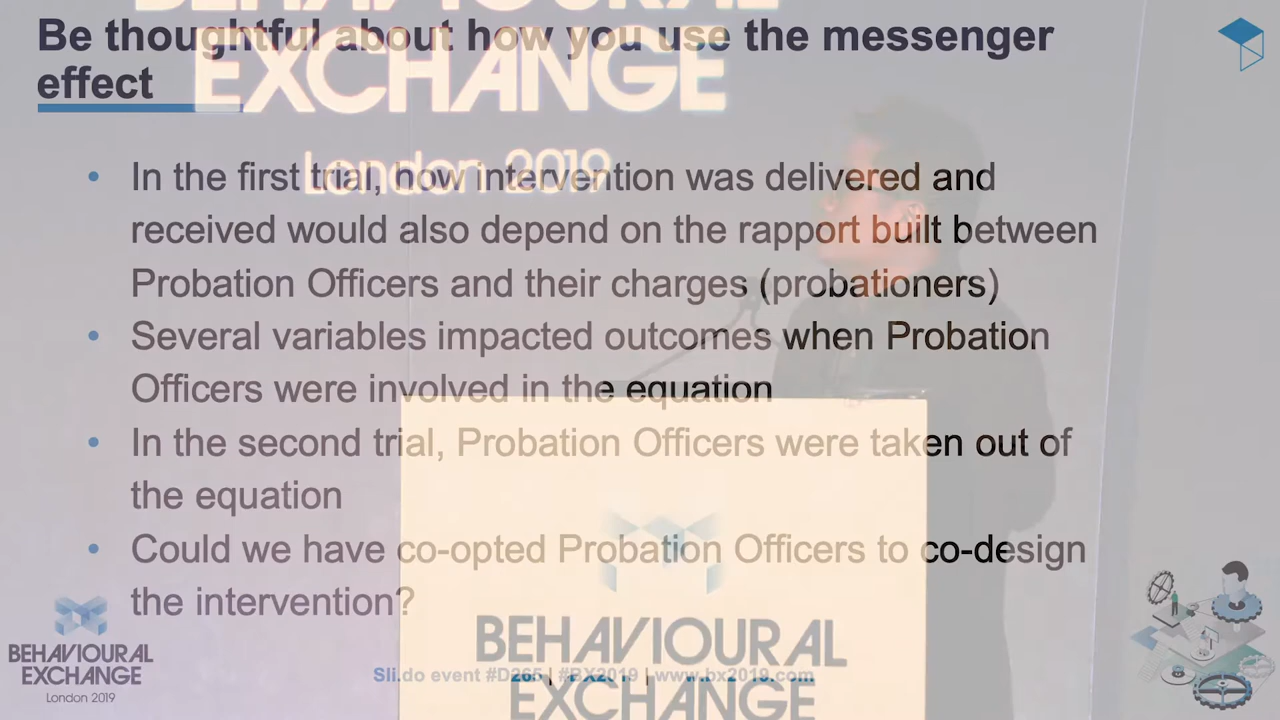 BEHAVIOURAL
EXCHANGE
London 2019
Be thoughtful about how you use the messenger
effect
• In the first trial, how intervention was delivered and
received would also depend on the rapport built between
Probation Officers and their charges (probationers)
• Several variables impacted outcomes when Probation
Officers were involved in the equation
• In the second trial, Probation Officers were taken out of
the equation
• Could we have co-opted Probation Officers to co-design
the intervention?
BEHAVIOURAL
EXCHANGE
London 2019
Sli.do event #D265 | #BX2019 | www.bx2019.com
BEHAVIOURAL
EXCHANGE